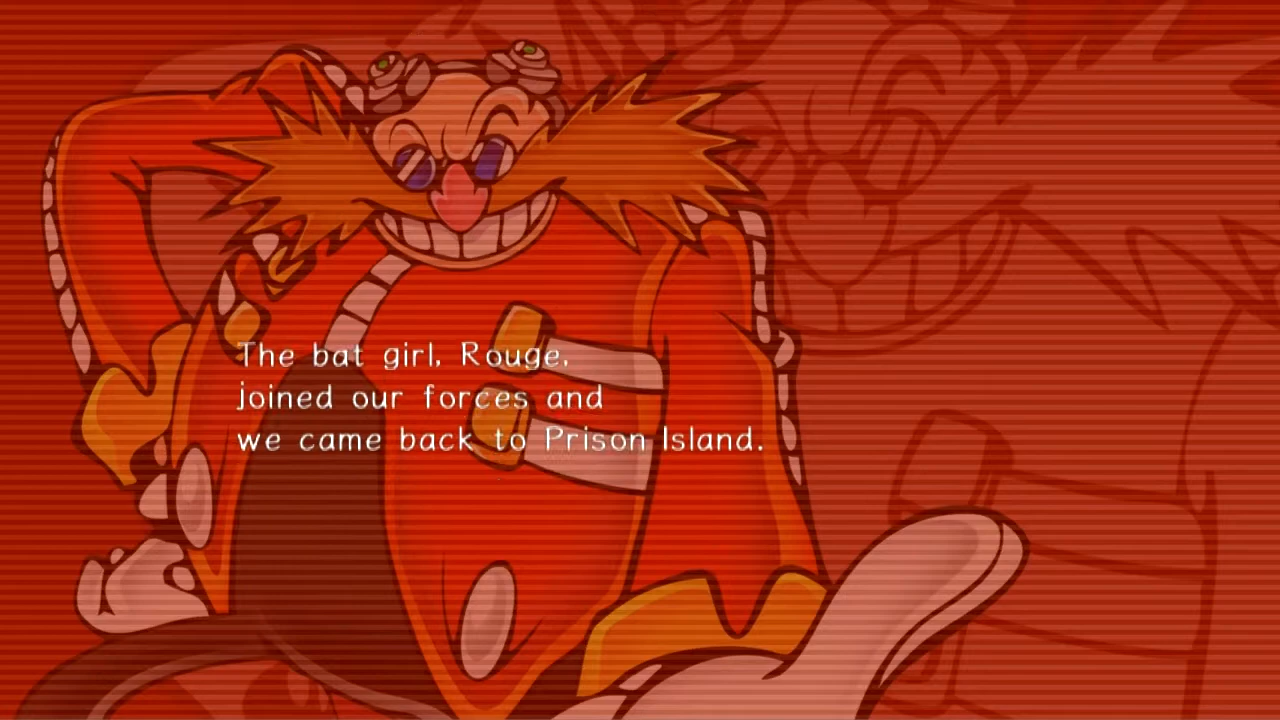 The bat girl, Rouge,
joined our forces and
we came back to Prison Island.